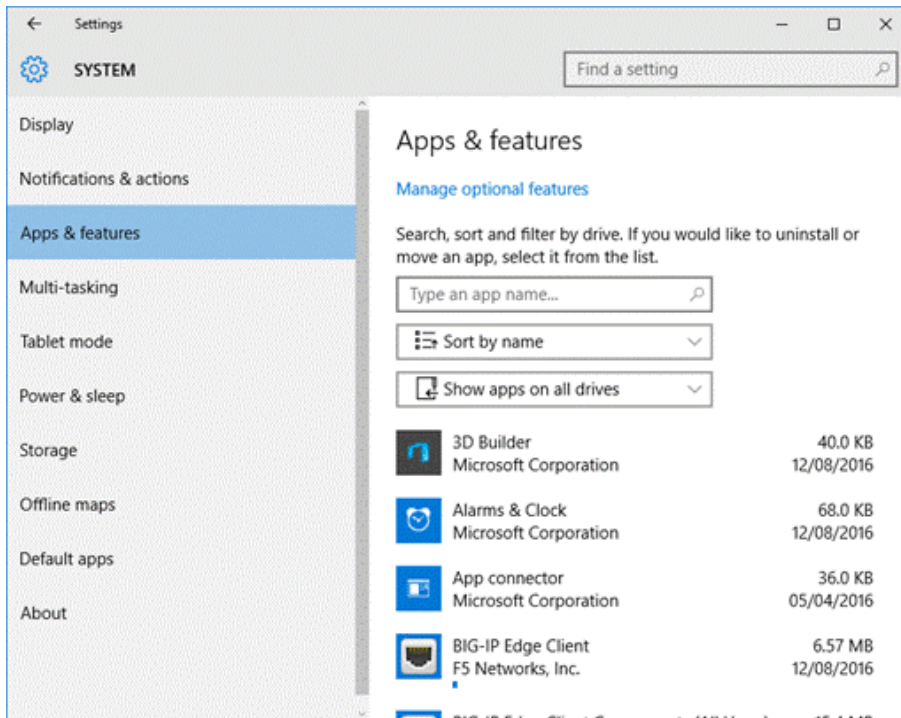 Settings
SYSTEM
Find a setting
Display
Notifications & actions
Apps & features
Multi-tasking
Tablet mode
Power & sleep
Storage
Offline maps
Default apps
About
Apps & features
Manage optional features
Search, sort and filter by drive. If you would like to uninstall or
move an app, select it from the list.
Type an app name...
Sort by name
Show apps on all drives
3D Builder 40.0 KB
Microsoft Corporation 12/08/2016
Alarms & Clock 68.0 KB
Microsoft Corporation 12/08/2016
App connector 36.0 KB
Microsoft Corporation 05/04/2016
BIG-IP Edge Client 6.57 MB
F5 Networks, Inc. 12/08/2016